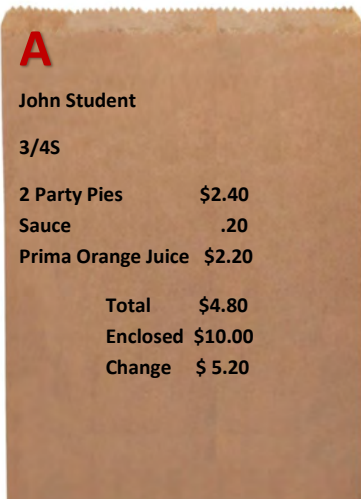 A
John Student
3/4S
2 Party Pies $2.40
Sauce .20
Prima Orange Juice $2.20
Total $4.80
Enclosed $10.00
Change $ 5.20